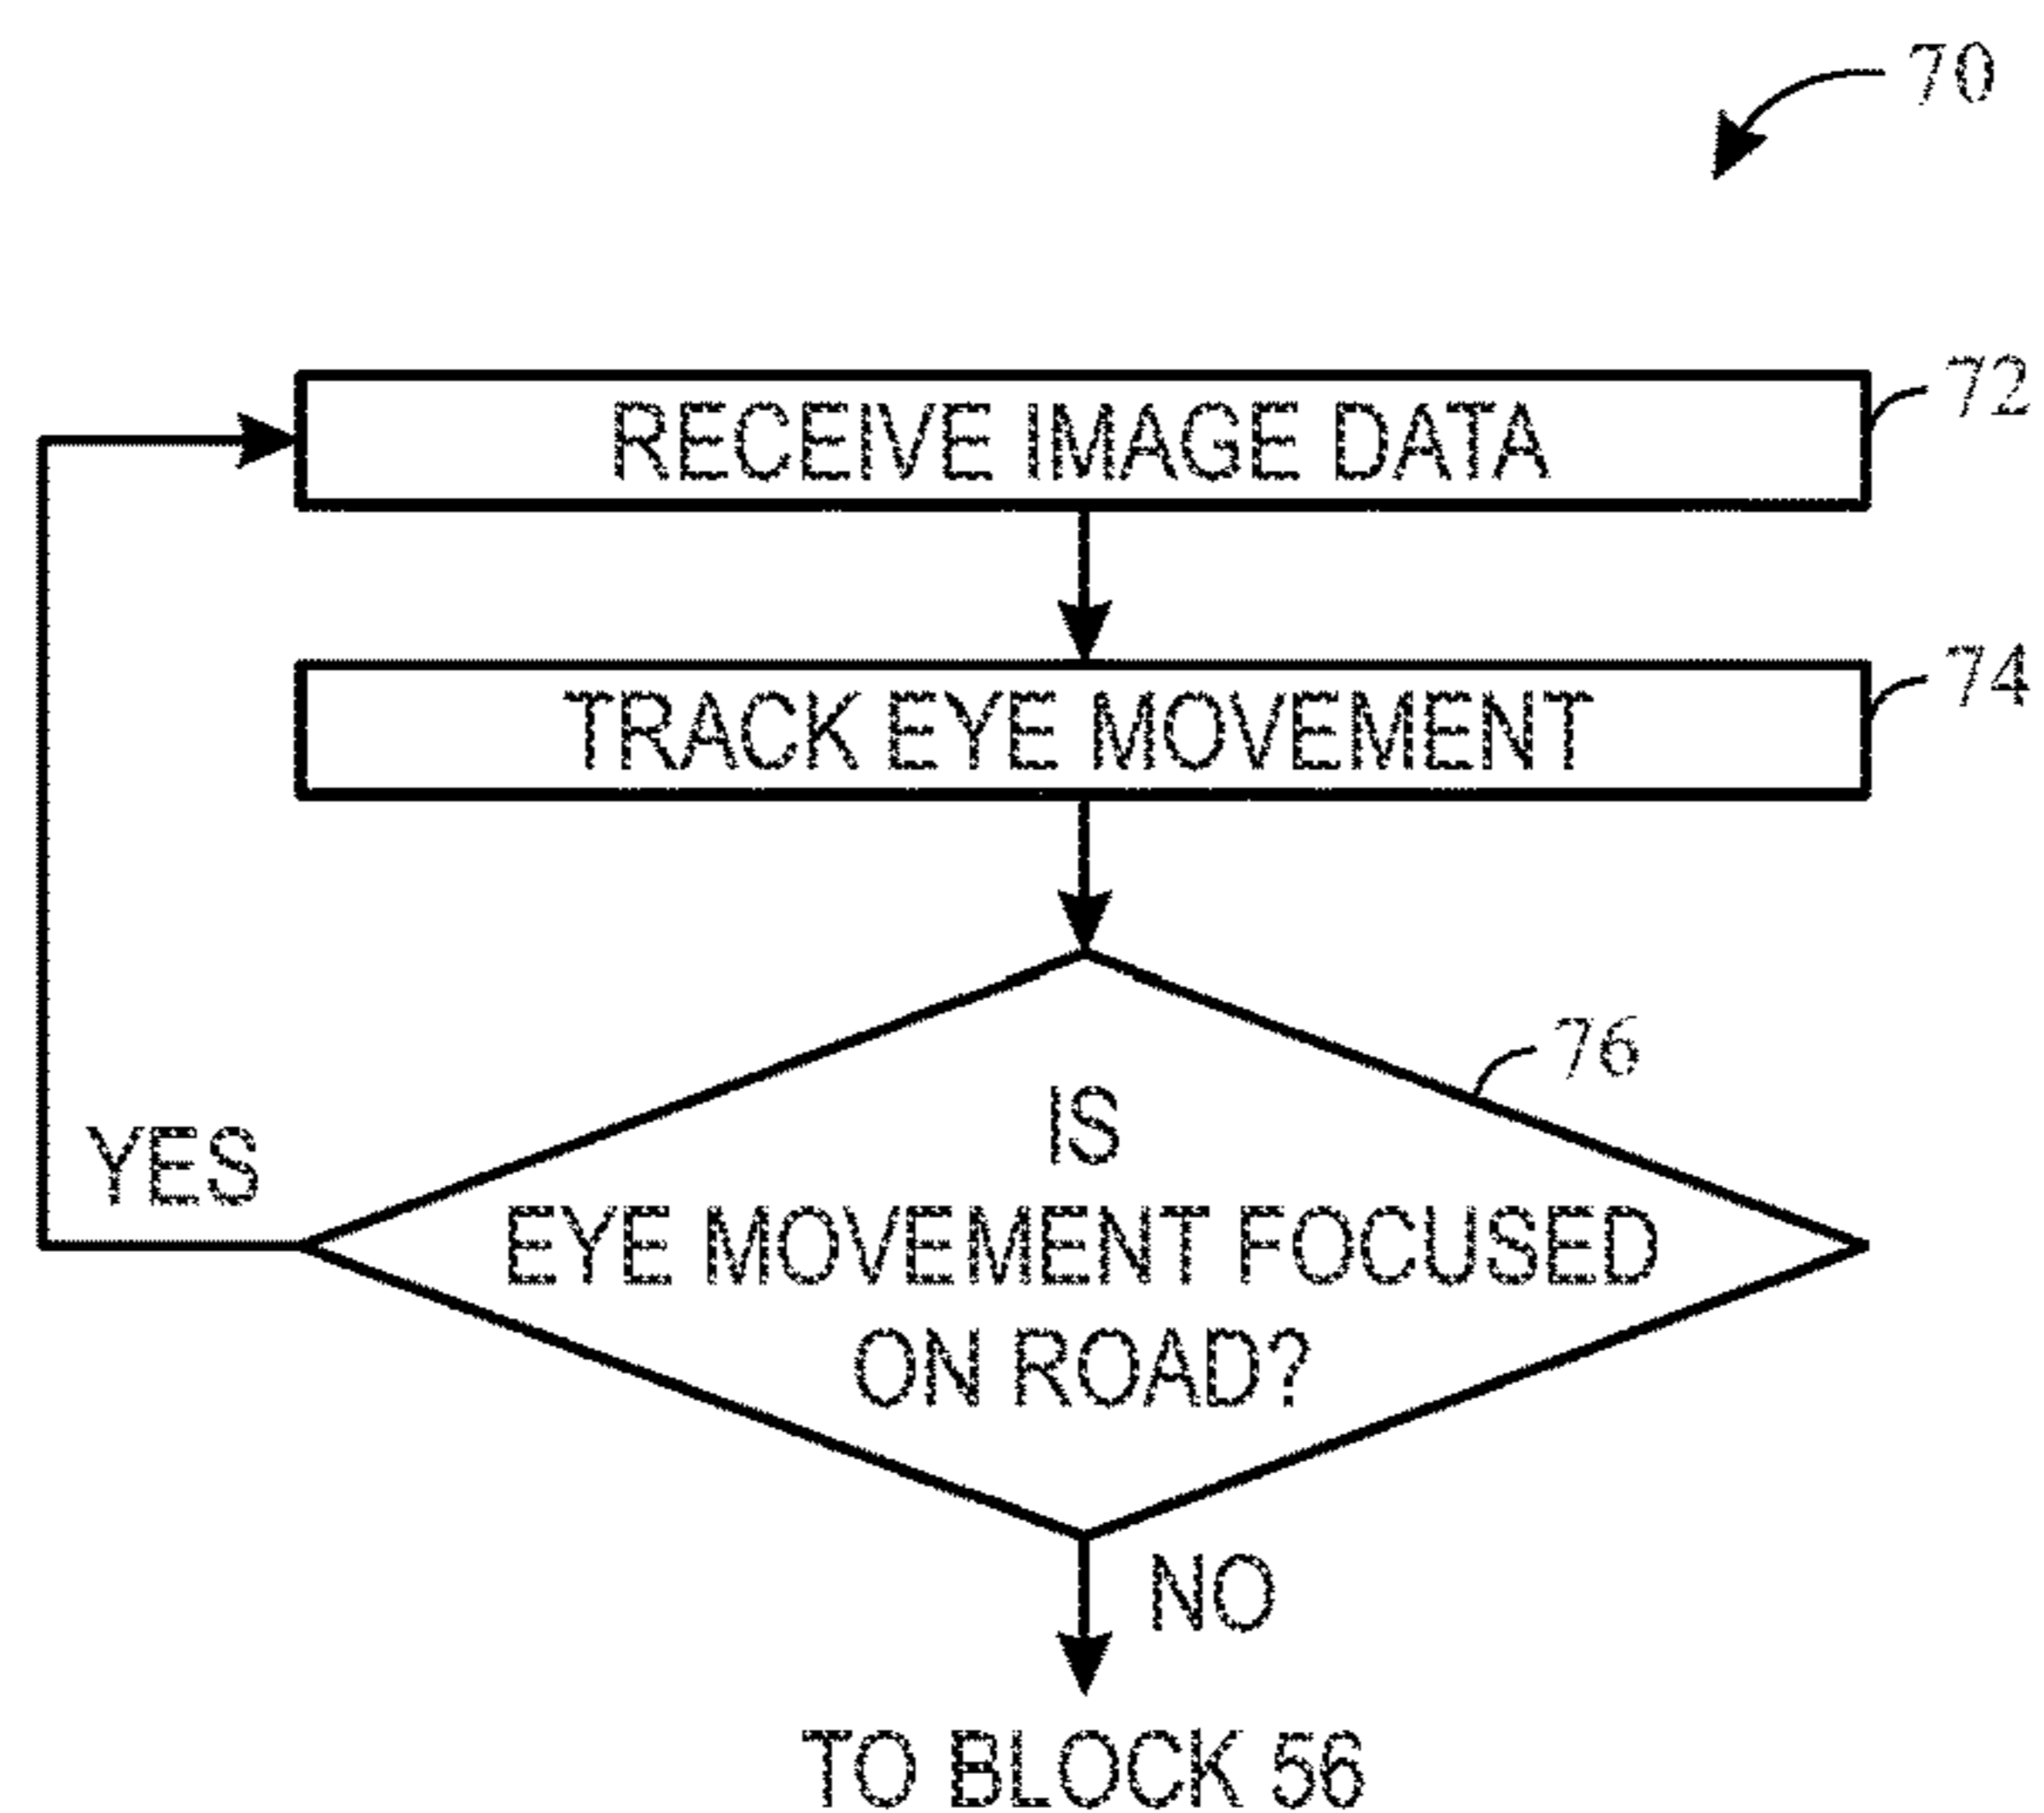 70
RECEIVE IMAGE DATA
72
TRACK EYE MOVEMENT
74
76
IS
EYE MOVEMENT FOCUSED
ON ROAD?
YES
NO
TO BLOCK 56